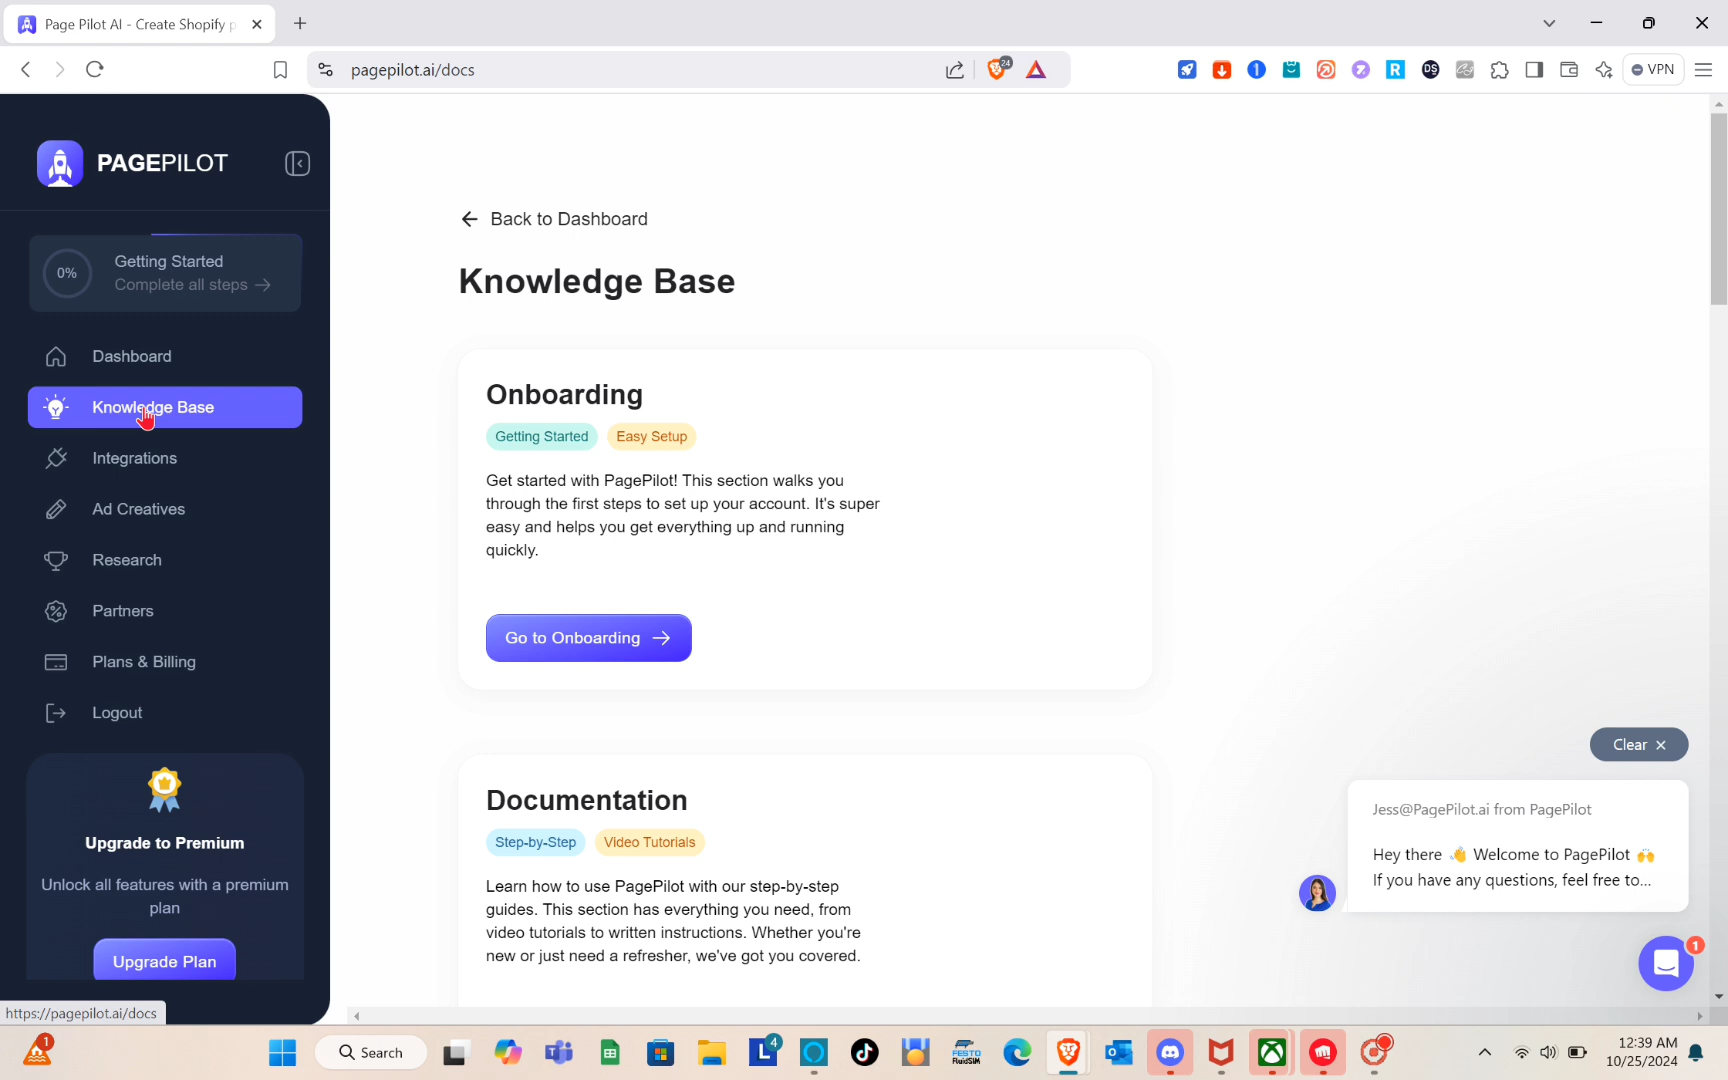 Page Pilot AI - Create Shopify p
pagepilot.ai/docs
24
VPN
PAGEPILOT
0%
Getting Started
Complete all steps
Dashboard
Knowledge Base
Integrations
Ad Creatives
Research
Partners
Plans & Billing
Logout
Upgrade to Premium
Unlock all features with a premium
plan
Upgrade Plan
https://pagepilot.ai/docs
Back to Dashboard
Knowledge Base
Onboarding
Getting Started
Easy Setup
Get started with PagePilot! This section walks you
through the first steps to set up your account. It's super
easy and helps you get everything up and running
quickly.
Go to Onboarding
Documentation
Step-by-Step
Video Tutorials
Learn how to use PagePilot with our step-by-step
guides. This section has everything you need, from
video tutorials to written instructions. Whether you're
new or just need a refresher, we've got you covered.
Clear
Jess@PagePilot.ai from PagePilot
Hey there 👋 Welcome to PagePilot 🙌
If you have any questions, feel free to...
1
1
Search
L
4
FESTO
FluidSIM
12:39 AM
10/25/2024